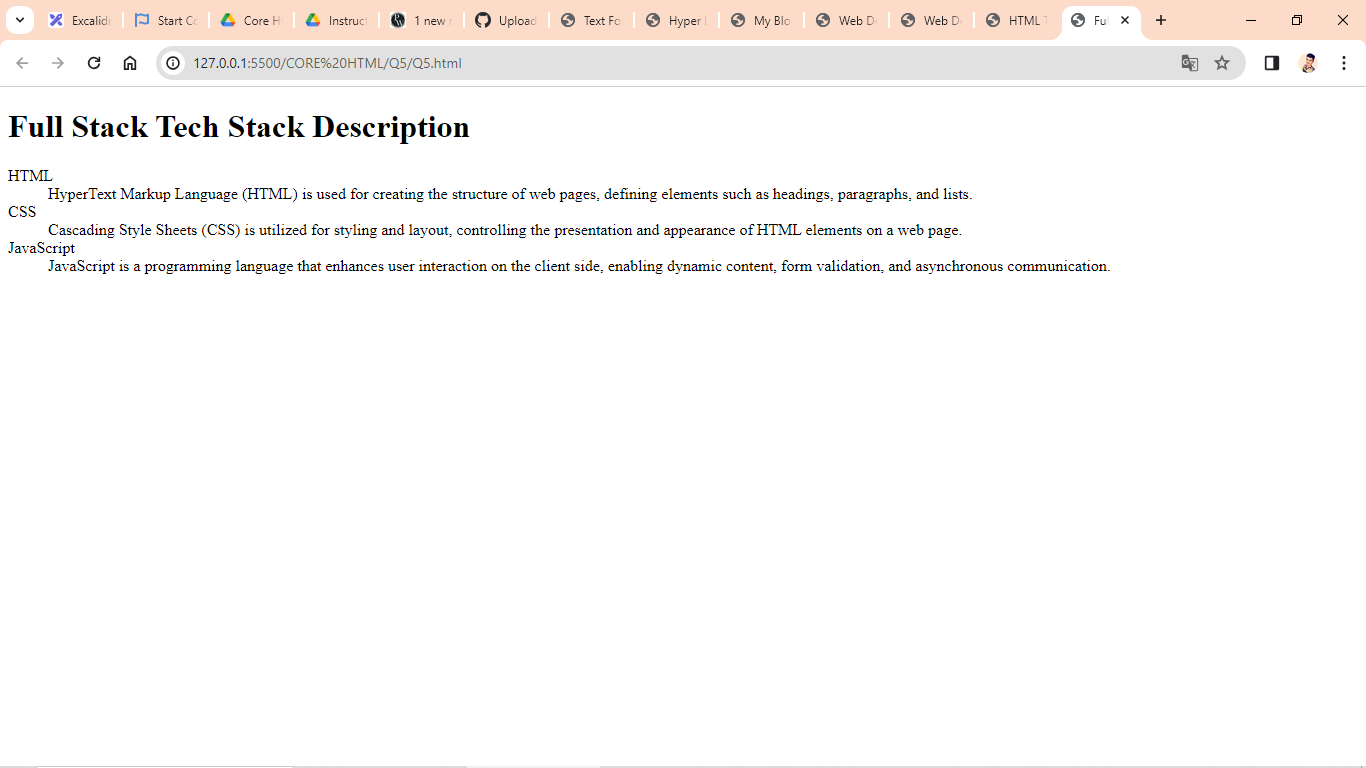 Excalidr
Start Co
Core H
Instruct
1 new
Upload
Text Fo
Hyper
My Blo
Web De
Web De
HTML
Ful
127.0.0.1:5500/CORE%20HTML/Q5/Q5.html
Full Stack Tech Stack Description
HTML
HyperText Markup Language (HTML) is used for creating the structure of web pages, defining elements such as headings, paragraphs, and lists.
CSS
Cascading Style Sheets (CSS) is utilized for styling and layout, controlling the presentation and appearance of HTML elements on a web page.
JavaScript
JavaScript is a programming language that enhances user interaction on the client side, enabling dynamic content, form validation, and asynchronous communication.